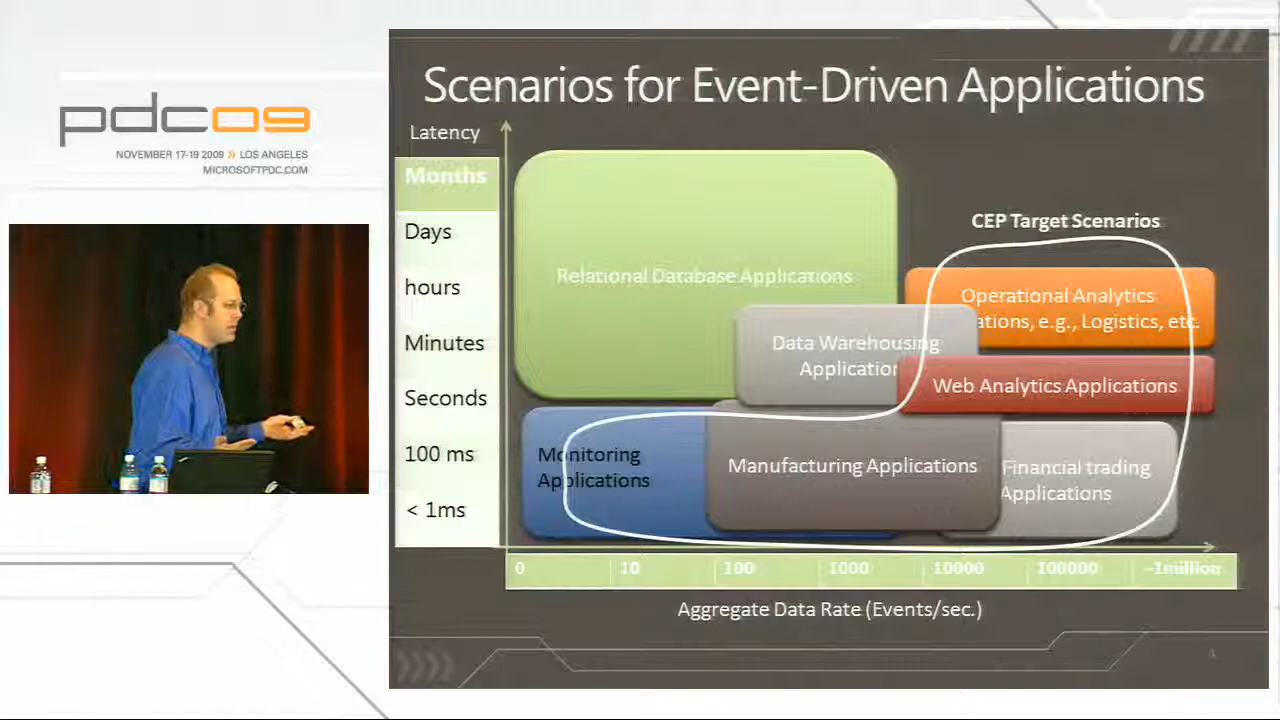 pdc09
NOVEMBER 17-19 2009 » LOS ANGELES
MICROSOFTPDC.COM
Scenarios for Event-Driven Applications
Latency
Months
Days
hours
Minutes
Seconds
100 ms
< 1ms
CEP Target Scenarios
Relational Database Applications
Operational Analytics
ations, e.g., Logistics, etc.
Data Warehousing
Application
Web Analytics Applications
Monitoring
Applications
Manufacturing Applications
Financial trading
Applications
0
10
100
1000
10000
100000
~1million
Aggregate Data Rate (Events/sec.)
4